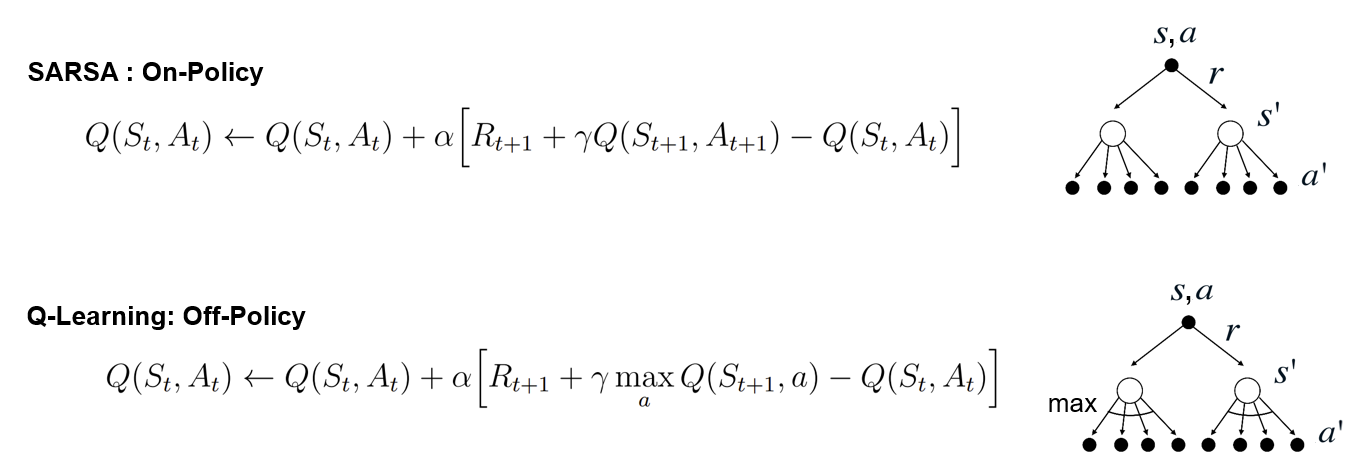 SARSA : On-Policy
Q(S_t, A_t) ← Q(S_t, A_t) + α[R_{t+1} + γQ(S_{t+1}, A_{t+1}) − Q(S_t, A_t)]
s,a
r
s'
a'
Q-Learning: Off-Policy
Q(S_t, A_t) ← Q(S_t, A_t) + α[R_{t+1} + γ max_a Q(S_{t+1}, a) − Q(S_t, A_t)]
s,a
r
s'
max
a'